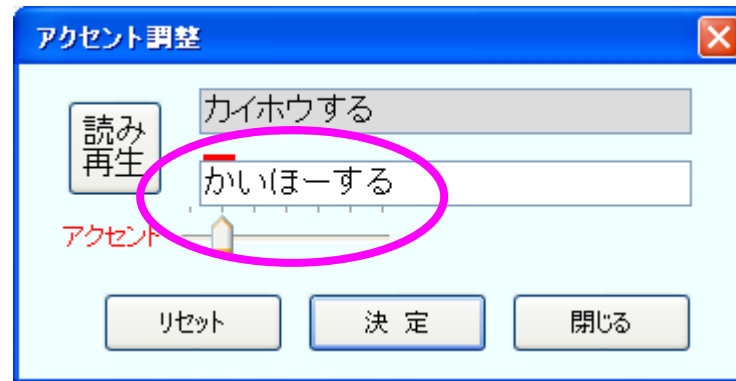 アクセント調整
読み
再生
カイホウする
かいほーする
アクセント
リセット
決 定
閉じる